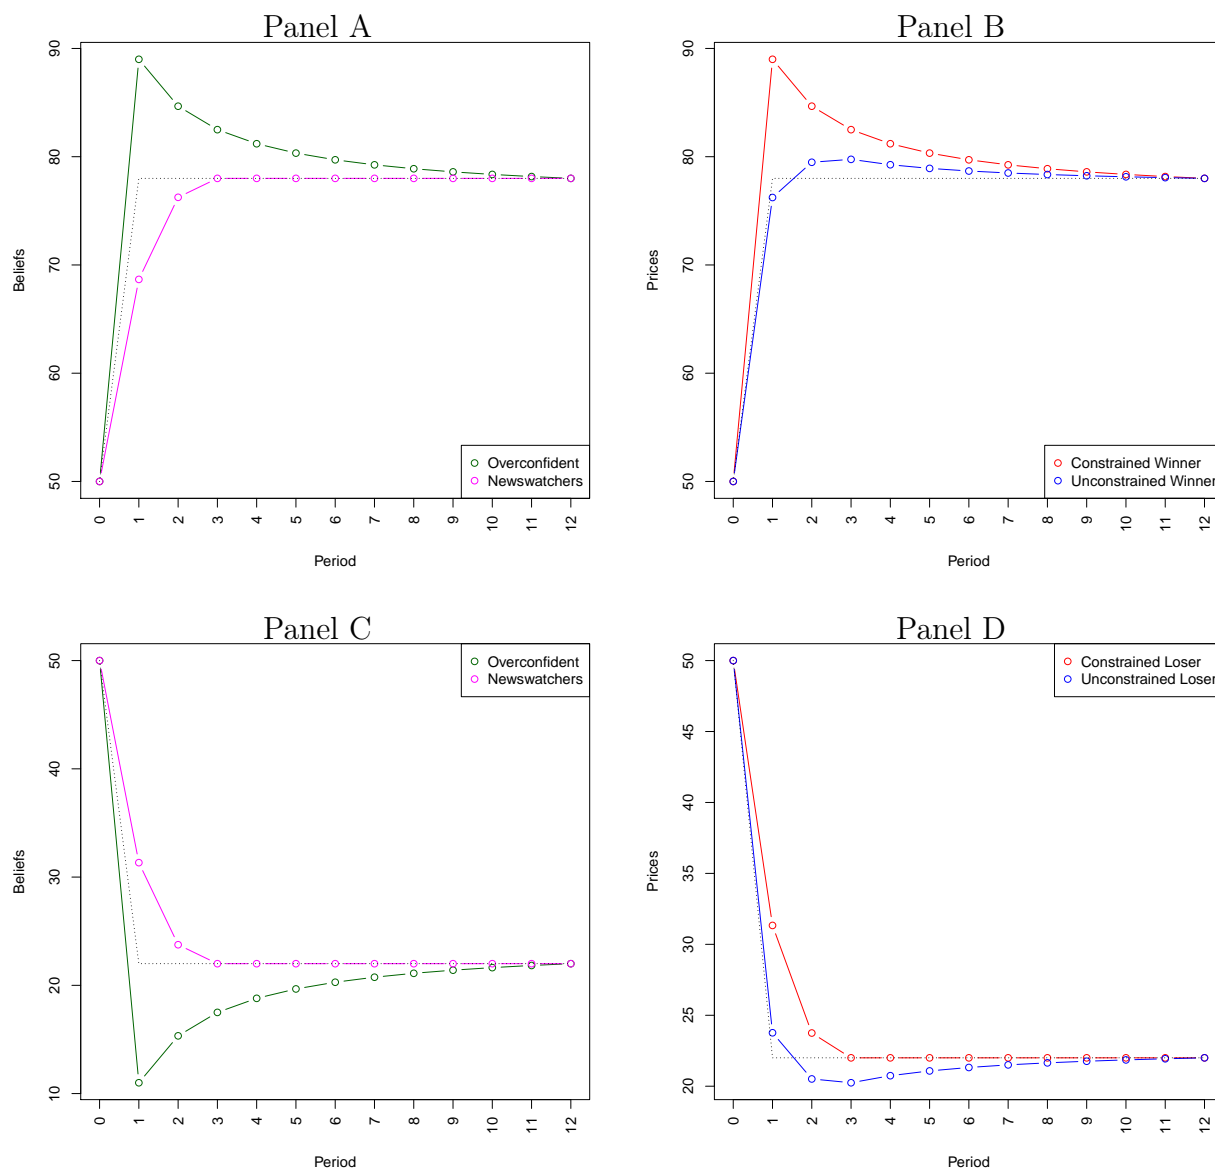 Panel A
90
80
70
60
50
Beliefs
0 1 2 3 4 5 6 7 8 9 10 11 12
Period
Overconfident
Newswatchers
Panel B
90
80
70
60
50
Prices
0 1 2 3 4 5 6 7 8 9 10 11 12
Period
Constrained Winner
Unconstrained Winner
Panel C
50
40
30
20
10
Beliefs
0 1 2 3 4 5 6 7 8 9 10 11 12
Period
Overconfident
Newswatchers
Panel D
50
45
40
35
30
25
20
Prices
0 1 2 3 4 5 6 7 8 9 10 11 12
Period
Constrained Loser
Unconstrained Loser